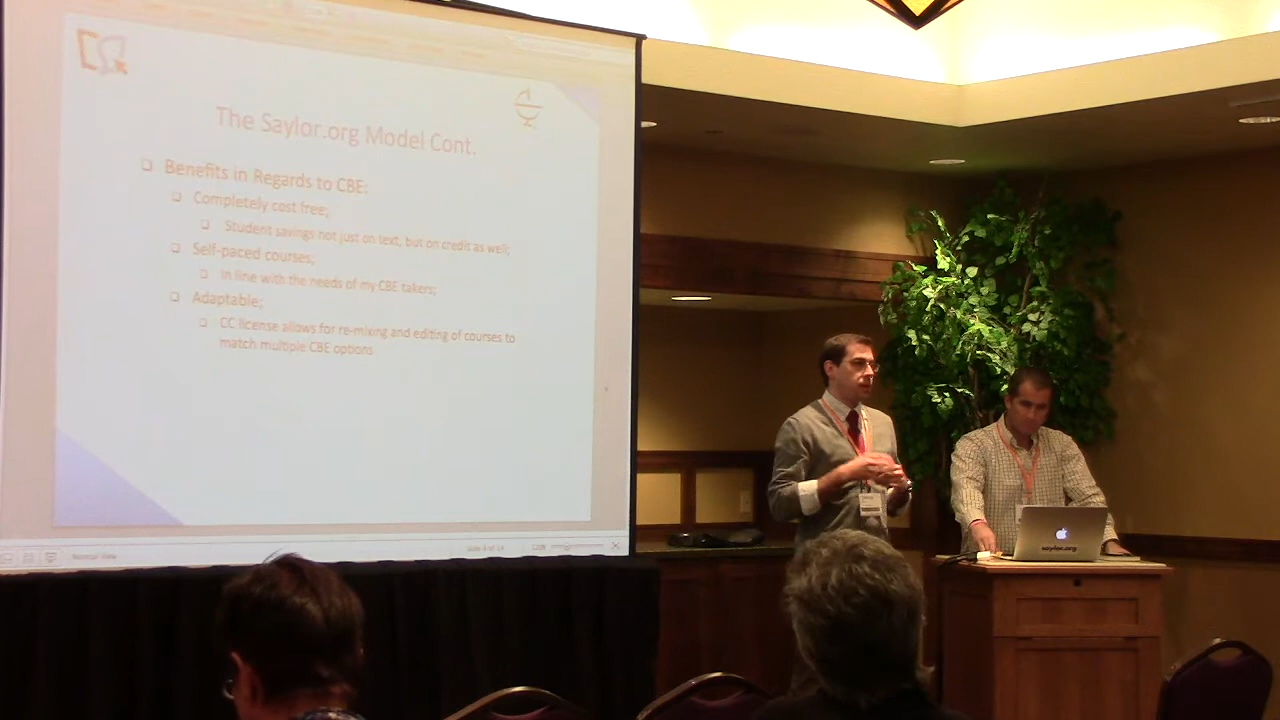 The Saylor.org Model Cont.
Benefits in Regards to CBE:
Completely cost free;
Student savings not just on text, but on credit as well;
Self-paced courses;
In line with the needs of my CBE takers;
Adaptable;
CC license allows for re-mixing and editing of courses to
match multiple CBE options
Normal View
saylor.org